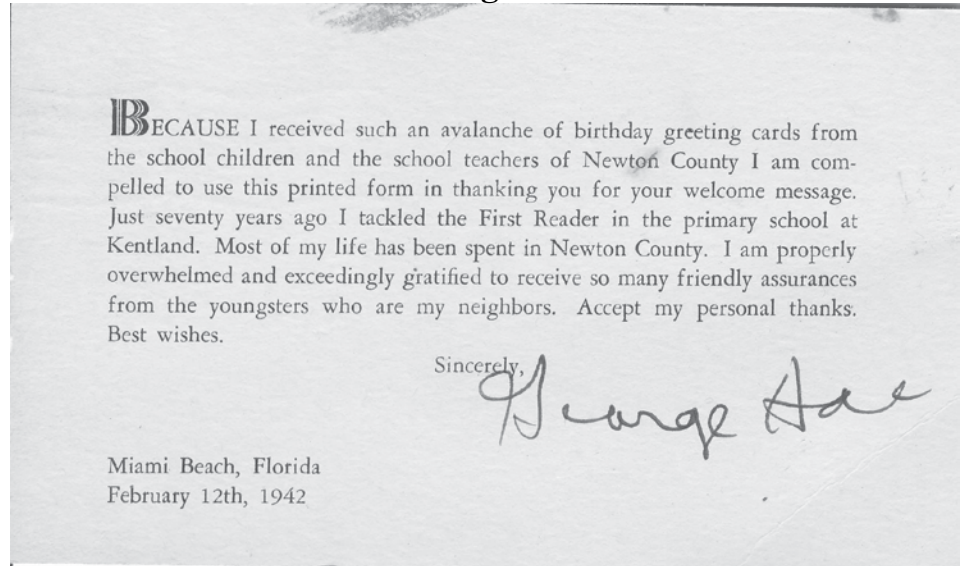 BECAUSE I received such an avalanche of birthday greeting cards from
the school children and the school teachers of Newton County I am com-
pelled to use this printed form in thanking you for your welcome message.
Just seventy years ago I tackled the First Reader in the primary school at
Kentland. Most of my life has been spent in Newton County. I am properly
overwhelmed and exceedingly gratified to receive so many friendly assurances
from the youngsters who are my neighbors. Accept my personal thanks.
Best wishes.
Sincerely,
George Ade
Miami Beach, Florida
February 12th, 1942